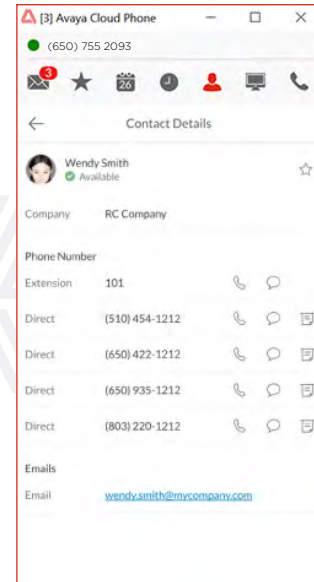 [3] Avaya Cloud Phone
(650) 755 2093
3
26
Contact Details
Wendy Smith
Available
Company RC Company
Phone Number
Extension 101
Direct (510) 454-1212
Direct (650) 422-1212
Direct (650) 935-1212
Direct (803) 220-1212
Emails
Email wendy.smith@mycompany.com